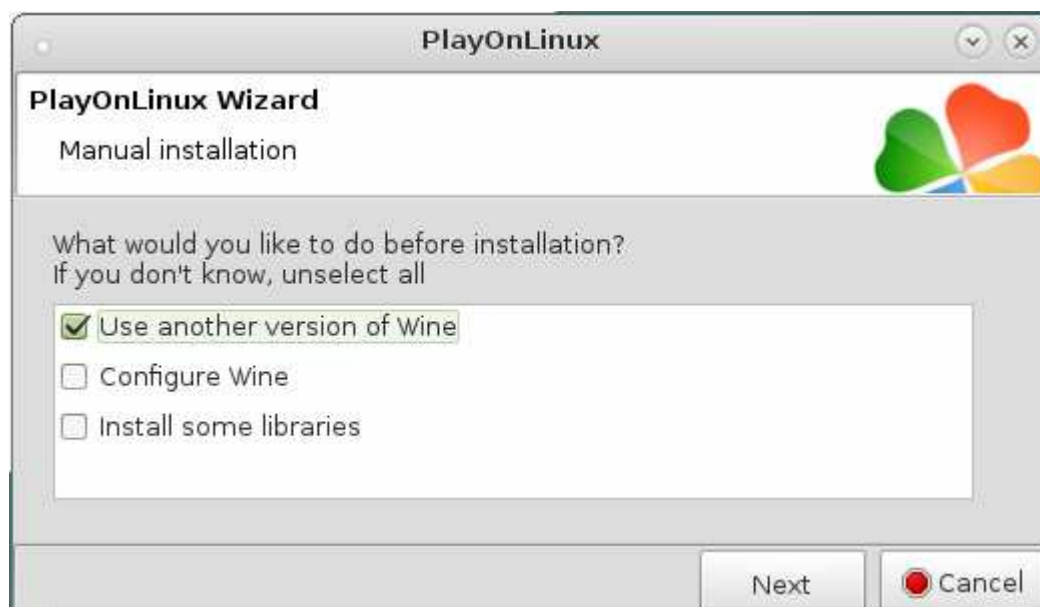 PlayOnLinux
PlayOnLinux Wizard
Manual installation
What would you like to do before installation?
If you don't know, unselect all
Use another version of Wine
Configure Wine
Install some libraries
Next
Cancel